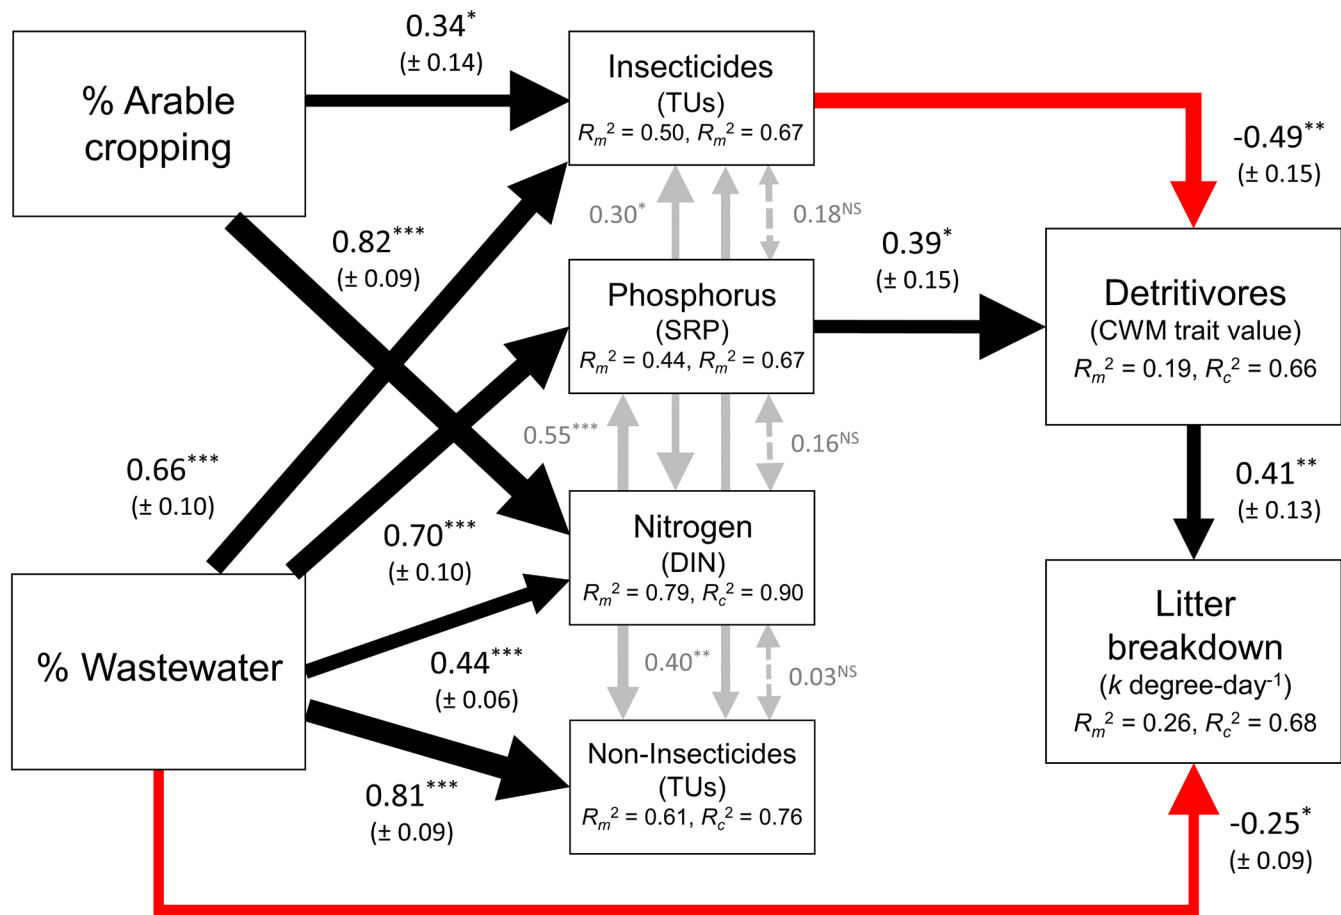 % Arable
cropping
0.34*
(± 0.14)
Insecticides
(TUs)
Rm² = 0.50, Rm² = 0.67
-0.49**
(± 0.15)
0.82***
(± 0.09)
0.30*
0.18NS
0.39*
(± 0.15)
Phosphorus
(SRP)
Rm² = 0.44, Rm² = 0.67
Detritivores
(CWM trait value)
Rm² = 0.19, Rc² = 0.66
0.66***
(± 0.10)
0.55***
0.16NS
0.41**
(± 0.13)
0.70***
(± 0.10)
Nitrogen
(DIN)
Rm² = 0.79, Rc² = 0.90
% Wastewater
0.44***
(± 0.06)
0.40**
0.03NS
Litter
breakdown
(k degree-day-1)
Rm² = 0.26, Rc² = 0.68
0.81***
(± 0.09)
Non-Insecticides
(TUs)
Rm² = 0.61, Rc² = 0.76
-0.25*
(± 0.09)